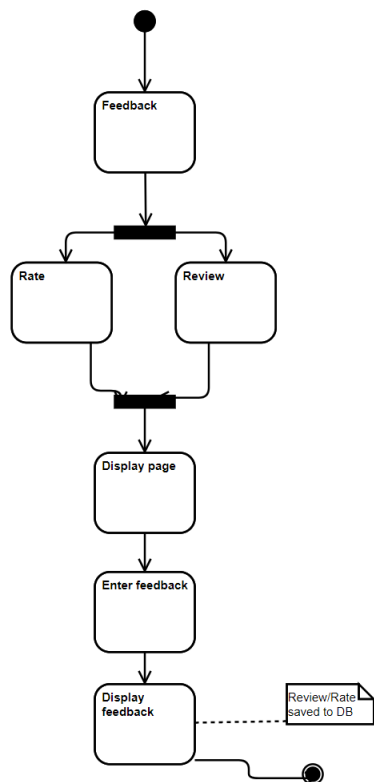 Feedback
Rate
Review
Display page
Enter feedback
Display
feedback
Review/Rate
saved to DB